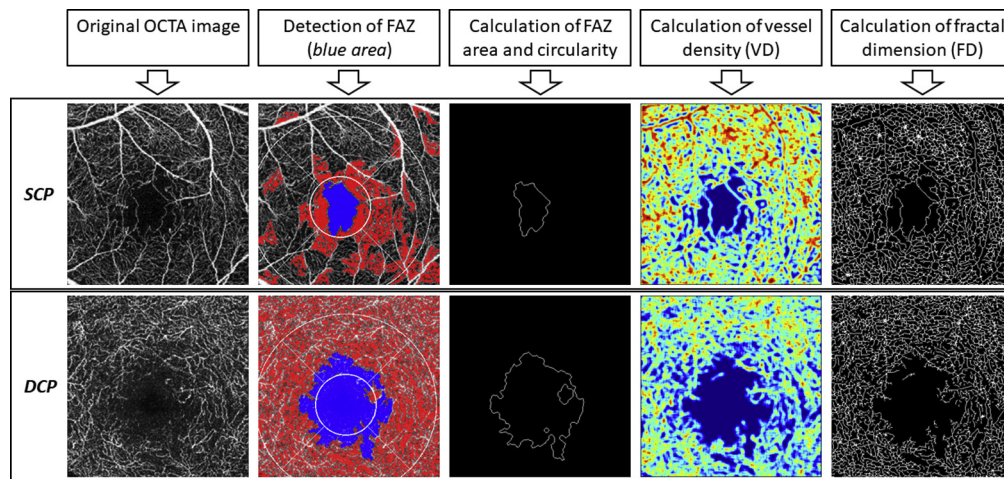 Original OCTA image
Detection of FAZ
(blue area)
Calculation of FAZ
area and circularity
Calculation of vessel
density (VD)
Calculation of fractal
dimension (FD)
SCP
DCP